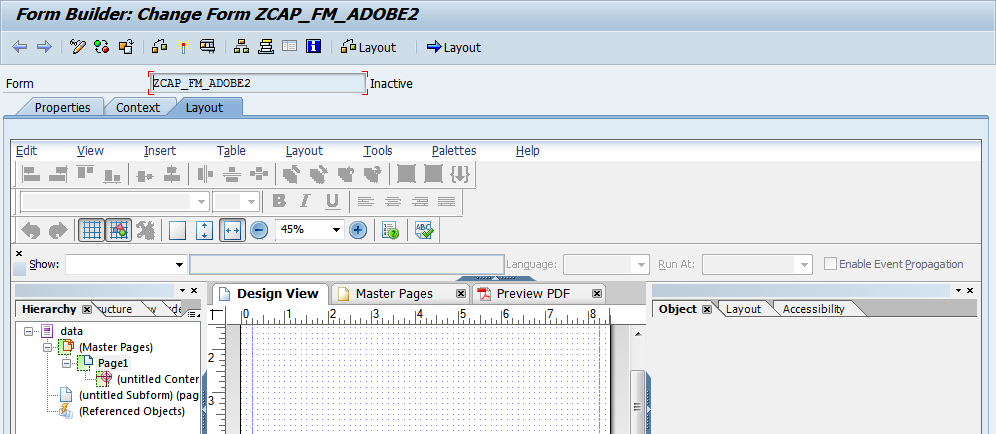 Form Builder: Change Form ZCAP_FM_ADOBE2
Layout Layout
Form ZCAP_FM_ADOBE2 Inactive
Properties Context Layout
Edit View Insert Table Layout Tools Palettes Help
B I U
45% ABC
Show: Language: Run At: Enable Event Propagation
Hierarchy ucture Design View Master Pages Preview PDF Object Layout Accessibility
0 1 2 3 4 5 6 7 8
data
(Master Pages)
2
Page1
(untitled Conter
(untitled Subform) (pag
3
(Referenced Objects)